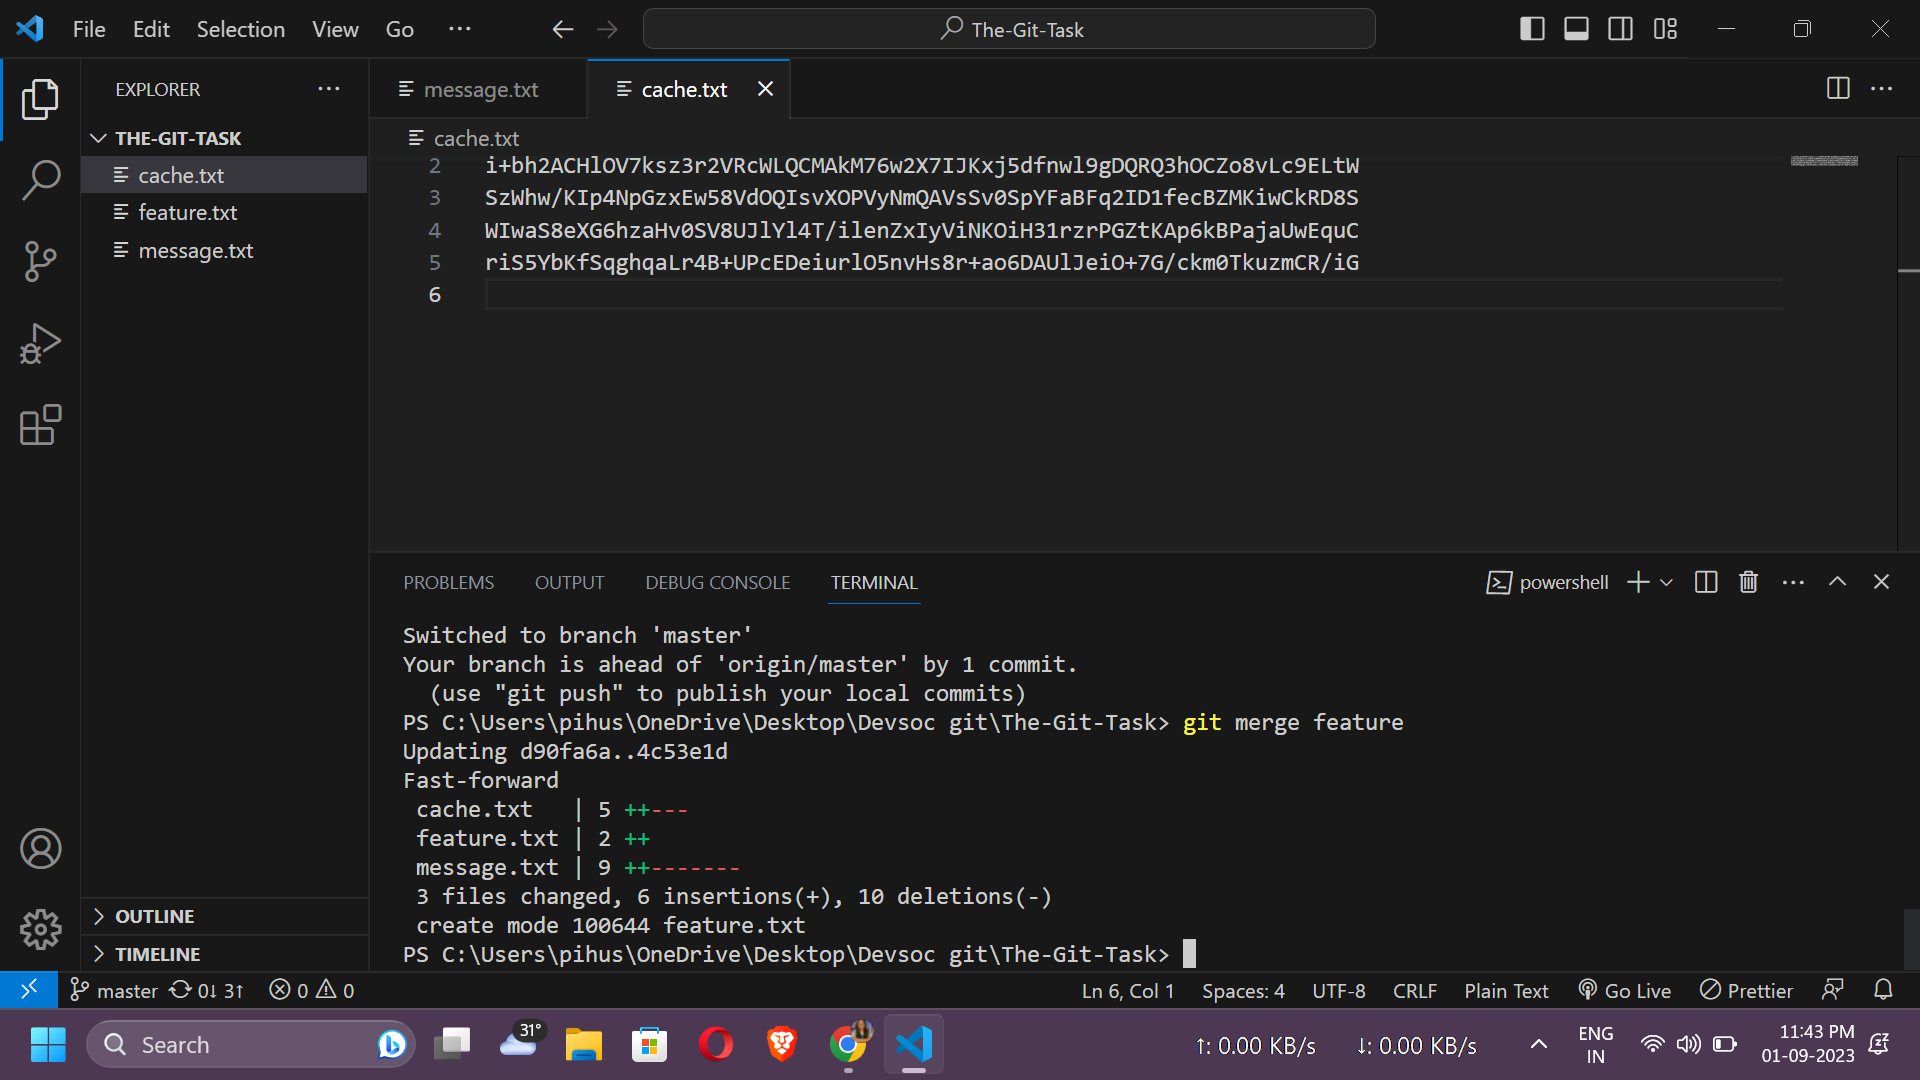 File Edit Selection View Go ··· The-Git-Task
EXPLORER ···
THE-GIT-TASK
cache.txt
feature.txt
message.txt
OUTLINE
TIMELINE
message.txt cache.txt
cache.txt
2 i+bh2ACHlOV7ksz3r2VRcWLQCMAkM76w2X7IJKxj5dfnwl9gDQRQ3hOCZo8vLc9ELtW
3 SzWhw/KIp4NpGzxEw58VdOQIsvXOPVyNmQAVsSv0SpYFaBFq2ID1fecBZMKiwCkRD8S
4 WIwaS8eXG6hzaHv0SV8UJlYl4T/ilenZxIyViNKOiH31rzrPGZtKAp6kBPajaUwEquC
5 riS5YbKfSqghqaLr4B+UPcEDeiurlO5nvHs8r+ao6DAUlJeiO+7G/ckm0TkuzmCR/iG
6
PROBLEMS OUTPUT DEBUG CONSOLE TERMINAL powershell
Switched to branch 'master'
Your branch is ahead of 'origin/master' by 1 commit.
(use "git push" to publish your local commits)
PS C:\Users\pihus\OneDrive\Desktop\Devsoc git\The-Git-Task> git merge feature
Updating d90fa6a..4c53e1d
Fast-forward
cache.txt | 5 ++---
feature.txt | 2 ++
message.txt | 9 ++-------
3 files changed, 6 insertions(+), 10 deletions(-)
create mode 100644 feature.txt
PS C:\Users\pihus\OneDrive\Desktop\Devsoc git\The-Git-Task>
master 0↓ 3↑ 0 0 Ln 6, Col 1 Spaces: 4 UTF-8 CRLF Plain Text Go Live Prettier
Search 31° ↑: 0.00 KB/s ↓: 0.00 KB/s ENG IN 11:43 PM
01-09-2023